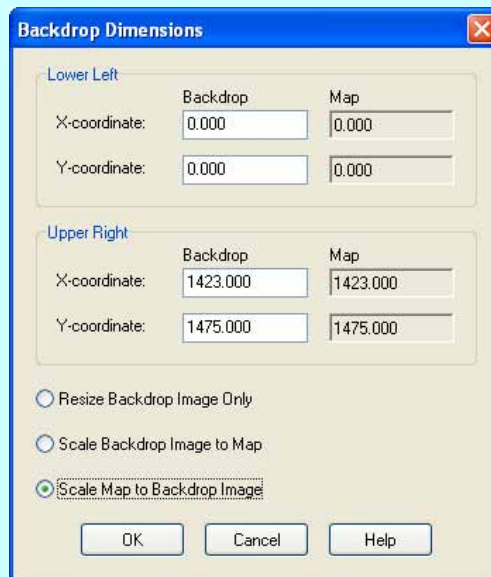 Backdrop Dimensions
Lower Left
Backdrop Map
X-coordinate: 0.000 0.000
Y-coordinate: 0.000 0.000
Upper Right
Backdrop Map
X-coordinate: 1423.000 1423.000
Y-coordinate: 1475.000 1475.000
Resize Backdrop Image Only
Scale Backdrop Image to Map
Scale Map to Backdrop Image
OK Cancel Help